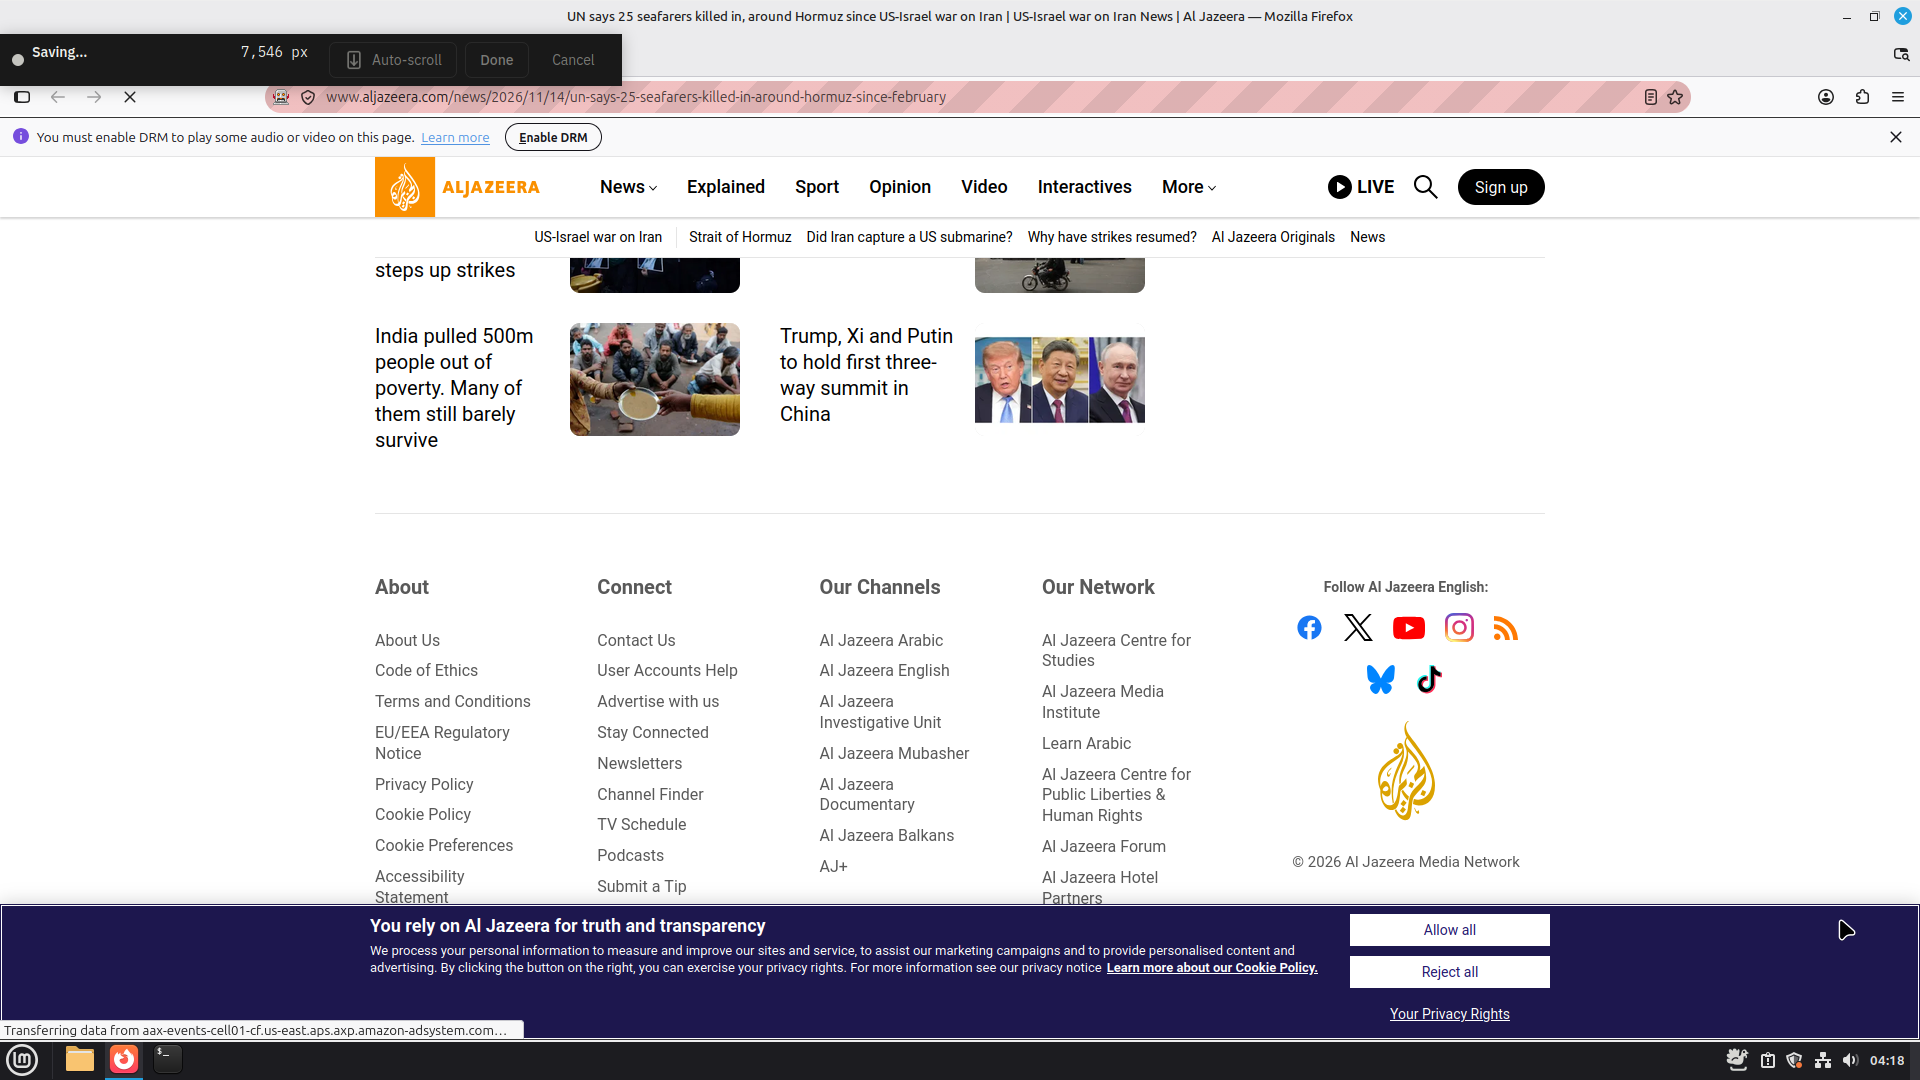 UN says 25 seafarers killed in, around Hormuz since US-Israel war on Iran | US-Israel war on Iran News | Al Jazeera — Mozilla Firefox
Saving...
7,546 px
Auto-scroll
Done
Cancel
www.aljazeera.com/news/2026/11/14/un-says-25-seafarers-killed-in-around-hormuz-since-february
You must enable DRM to play some audio or video on this page. Learn more
Enable DRM
ALJAZEERA
News
Explained
Sport
Opinion
Video
Interactives
More
LIVE
Sign up
US-Israel war on Iran
Strait of Hormuz
Did Iran capture a US submarine?
Why have strikes resumed?
Al Jazeera Originals
News
steps up strikes
India pulled 500m
people out of
poverty. Many of
them still barely
survive
Trump, Xi and Putin
to hold first three-
way summit in
China
About
About Us
Code of Ethics
Terms and Conditions
EU/EEA Regulatory
Notice
Privacy Policy
Cookie Policy
Cookie Preferences
Accessibility
Statement
Connect
Contact Us
User Accounts Help
Advertise with us
Stay Connected
Newsletters
Channel Finder
TV Schedule
Podcasts
Submit a Tip
Our Channels
Al Jazeera Arabic
Al Jazeera English
Al Jazeera
Investigative Unit
Al Jazeera Mubasher
Al Jazeera
Documentary
Al Jazeera Balkans
AJ+
Our Network
Al Jazeera Centre for
Studies
Al Jazeera Media
Institute
Learn Arabic
Al Jazeera Centre for
Public Liberties &
Human Rights
Al Jazeera Forum
Al Jazeera Hotel
Partners
Follow Al Jazeera English:
© 2026 Al Jazeera Media Network
You rely on Al Jazeera for truth and transparency
We process your personal information to measure and improve our sites and service, to assist our marketing campaigns and to provide personalised content and
advertising. By clicking the button on the right, you can exercise your privacy rights. For more information see our privacy notice Learn more about our Cookie Policy.
Allow all
Reject all
Your Privacy Rights
Transferring data from aax-events-cell01-cf.us-east.aps.axp.amazon-adsystem.com…
04:18